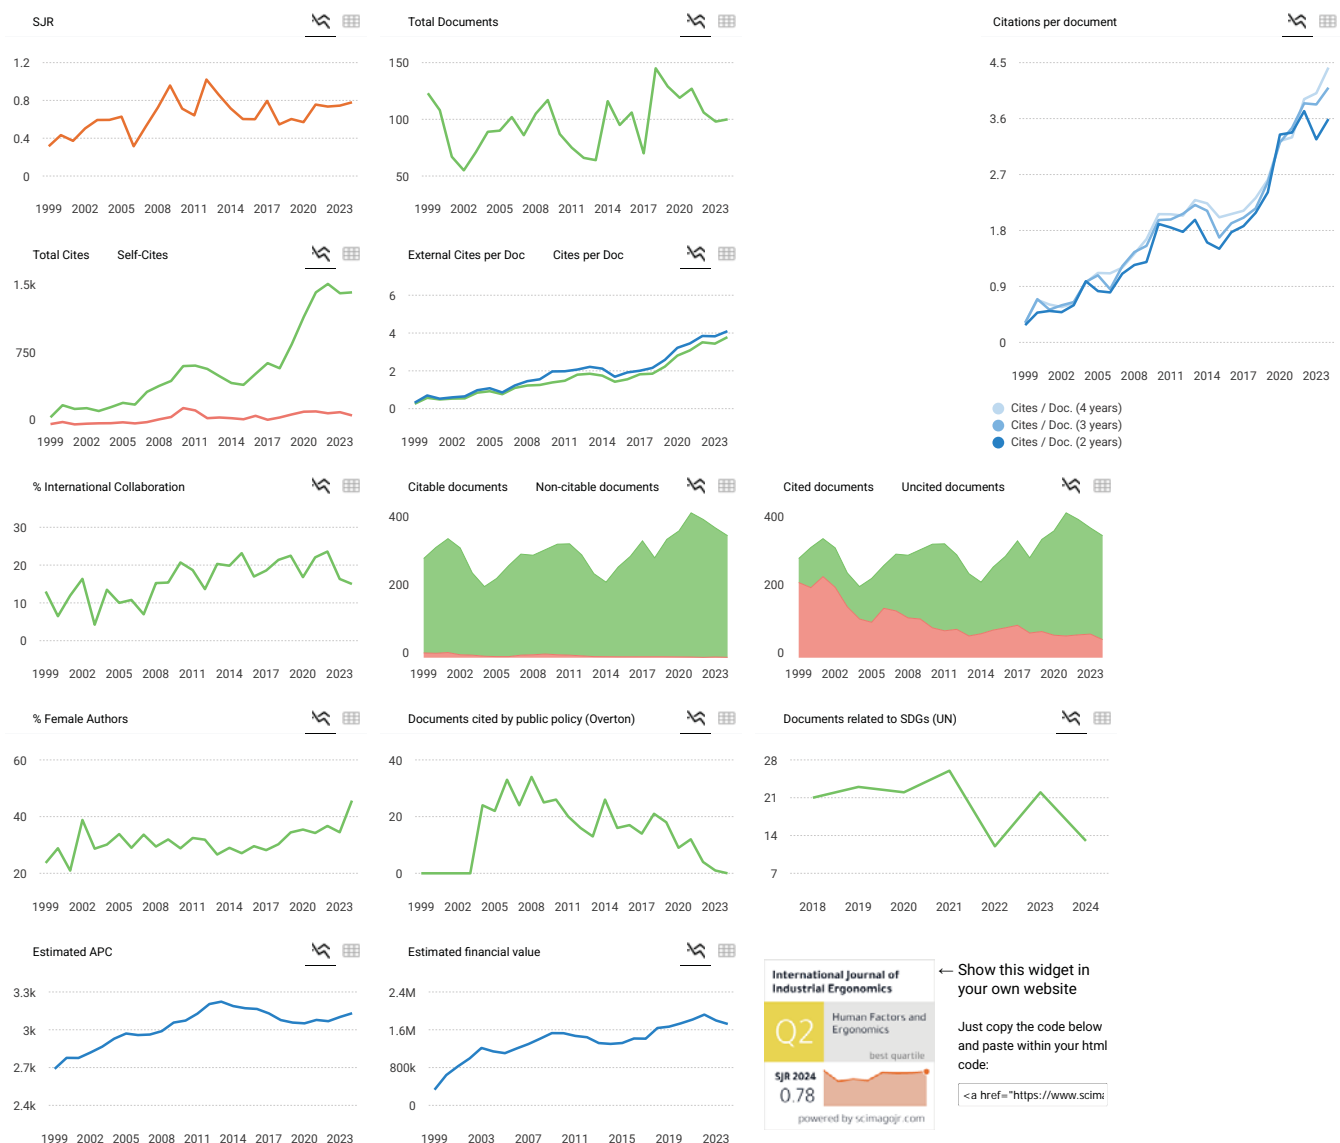 SJR
1.2
0.8
0.4
0
1999 2002 2005 2008 2011 2014 2017 2020 2023
Total Documents
150
100
50
1999 2002 2005 2008 2011 2014 2017 2020 2023
Citations per document
4.5
3.6
2.7
1.8
0.9
0
1999 2002 2005 2008 2011 2014 2017 2020 2023
Cites / Doc. (4 years)
Cites / Doc. (3 years)
Cites / Doc. (2 years)
Total Cites Self-Cites
1.5k
750
0
1999 2002 2005 2008 2011 2014 2017 2020 2023
External Cites per Doc Cites per Doc
6
4
2
0
1999 2002 2005 2008 2011 2014 2017 2020 2023
% International Collaboration
30
20
10
0
1999 2002 2005 2008 2011 2014 2017 2020 2023
Citable documents Non-citable documents
400
200
0
1999 2002 2005 2008 2011 2014 2017 2020 2023
Cited documents Uncited documents
400
200
0
1999 2002 2005 2008 2011 2014 2017 2020 2023
% Female Authors
60
40
20
1999 2002 2005 2008 2011 2014 2017 2020 2023
Documents cited by public policy (Overton)
40
20
0
1999 2002 2005 2008 2011 2014 2017 2020 2023
Documents related to SDGs (UN)
28
21
14
7
2018 2019 2020 2021 2022 2023 2024
Estimated APC
3.3k
3k
2.7k
2.4k
1999 2002 2005 2008 2011 2014 2017 2020 2023
Estimated financial value
2.4M
1.6M
800k
0
1999 2003 2007 2011 2015 2019 2023
International Journal of
Industrial Ergonomics
Q2
Human Factors and
Ergonomics
best quartile
SJR 2024
0.78
powered by scimagojr.com
← Show this widget in
your own website
Just copy the code below
and paste within your html
code:
<a href="https://www.scima